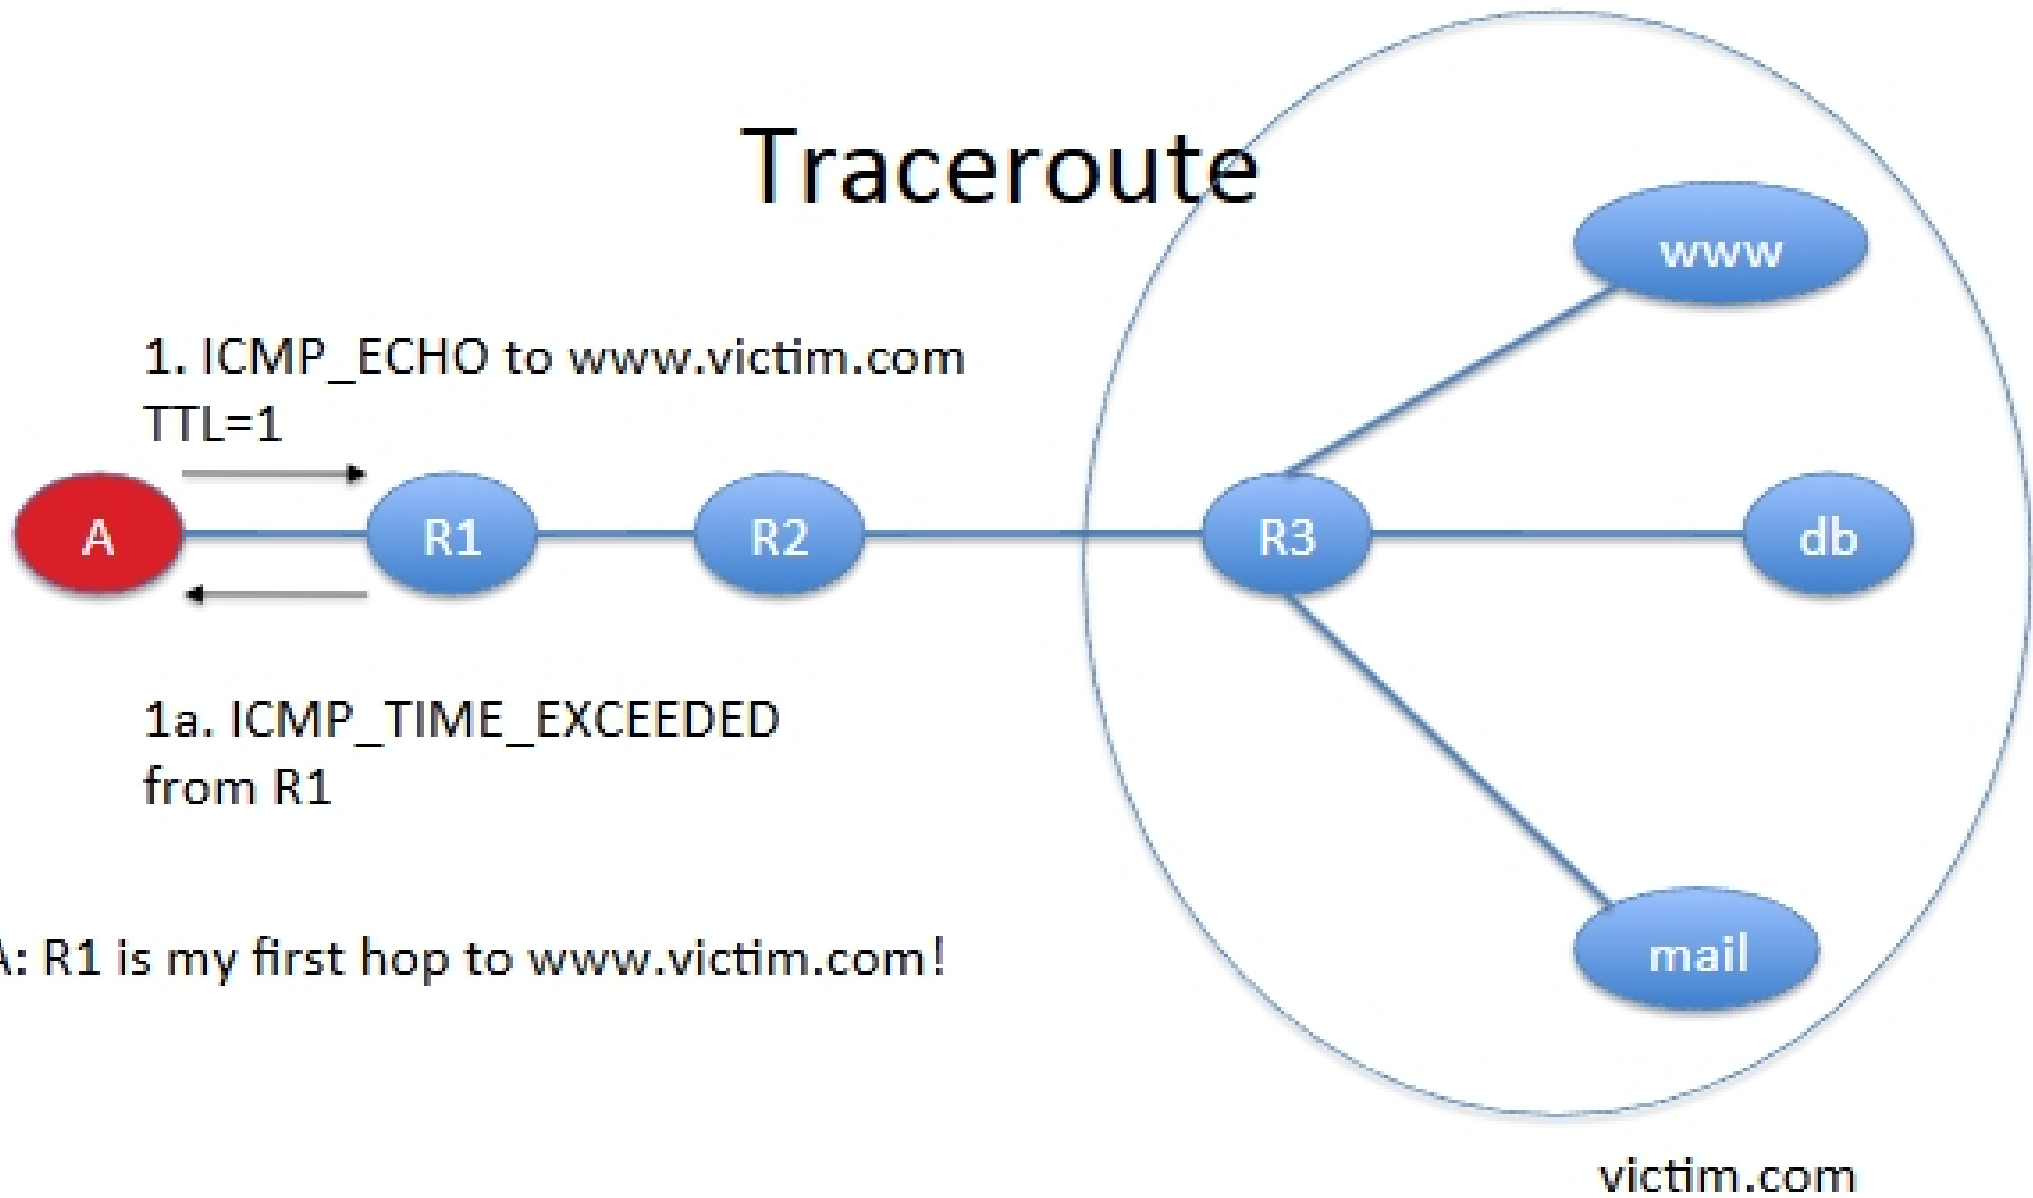 Traceroute
www
1. ICMP_ECHO to www.victim.com
TTL=1
A
R1
R2
R3
db
1a. ICMP_TIME_EXCEEDED
from R1
A: R1 is my first hop to www.victim.com!
mail
victim.com